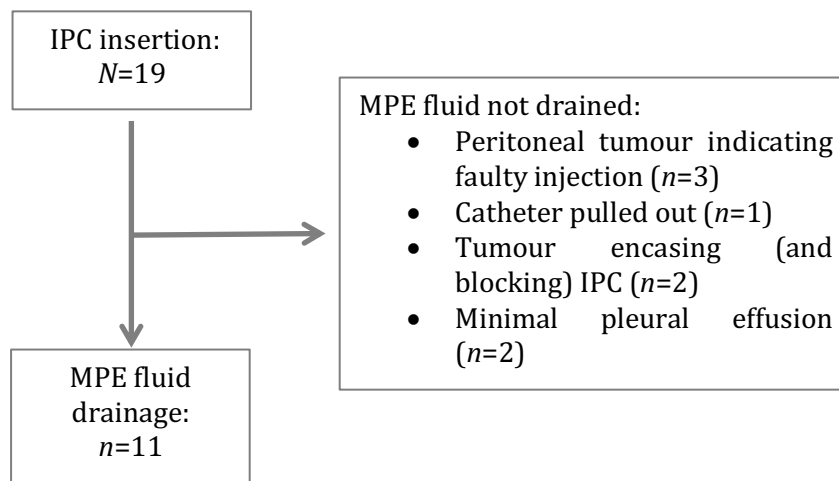 IPC insertion:
N=19
MPE fluid not drained:
• Peritoneal tumour indicating
faulty injection (n=3)
• Catheter pulled out (n=1)
• Tumour encasing (and
blocking) IPC (n=2)
• Minimal pleural effusion
(n=2)
MPE fluid
drainage:
n=11